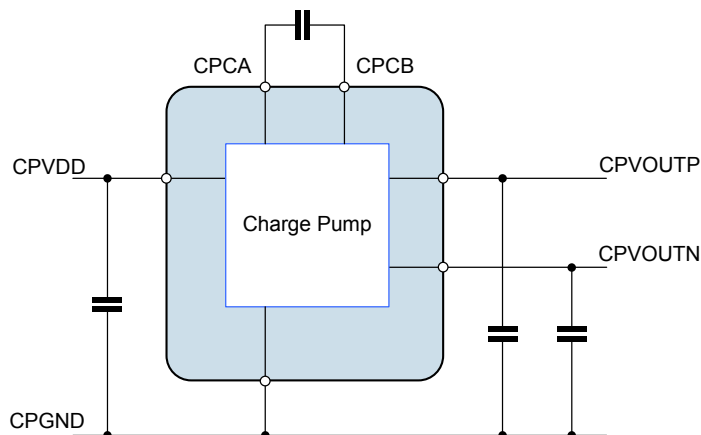 CPCA
CPCB
CPVDD
CPVOUTP
Charge Pump
CPVOUTN
CPGND